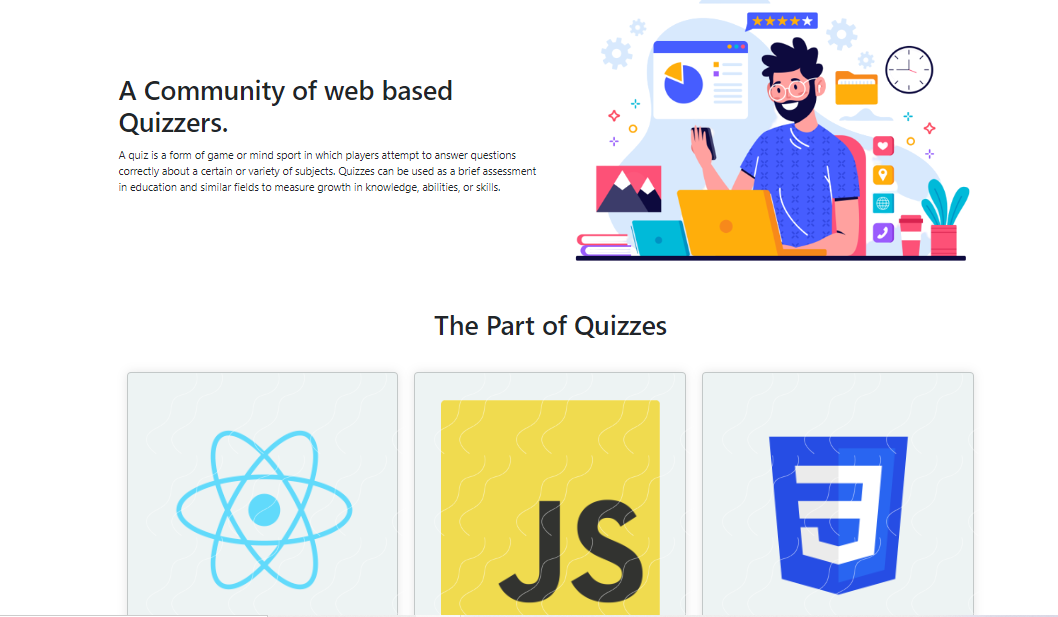 A Community of web based
Quizzers.
A quiz is a form of game or mind sport in which players attempt to answer questions
correctly about a certain or variety of subjects. Quizzes can be used as a brief assessment
in education and similar fields to measure growth in knowledge, abilities, or skills.
The Part of Quizzes
JS